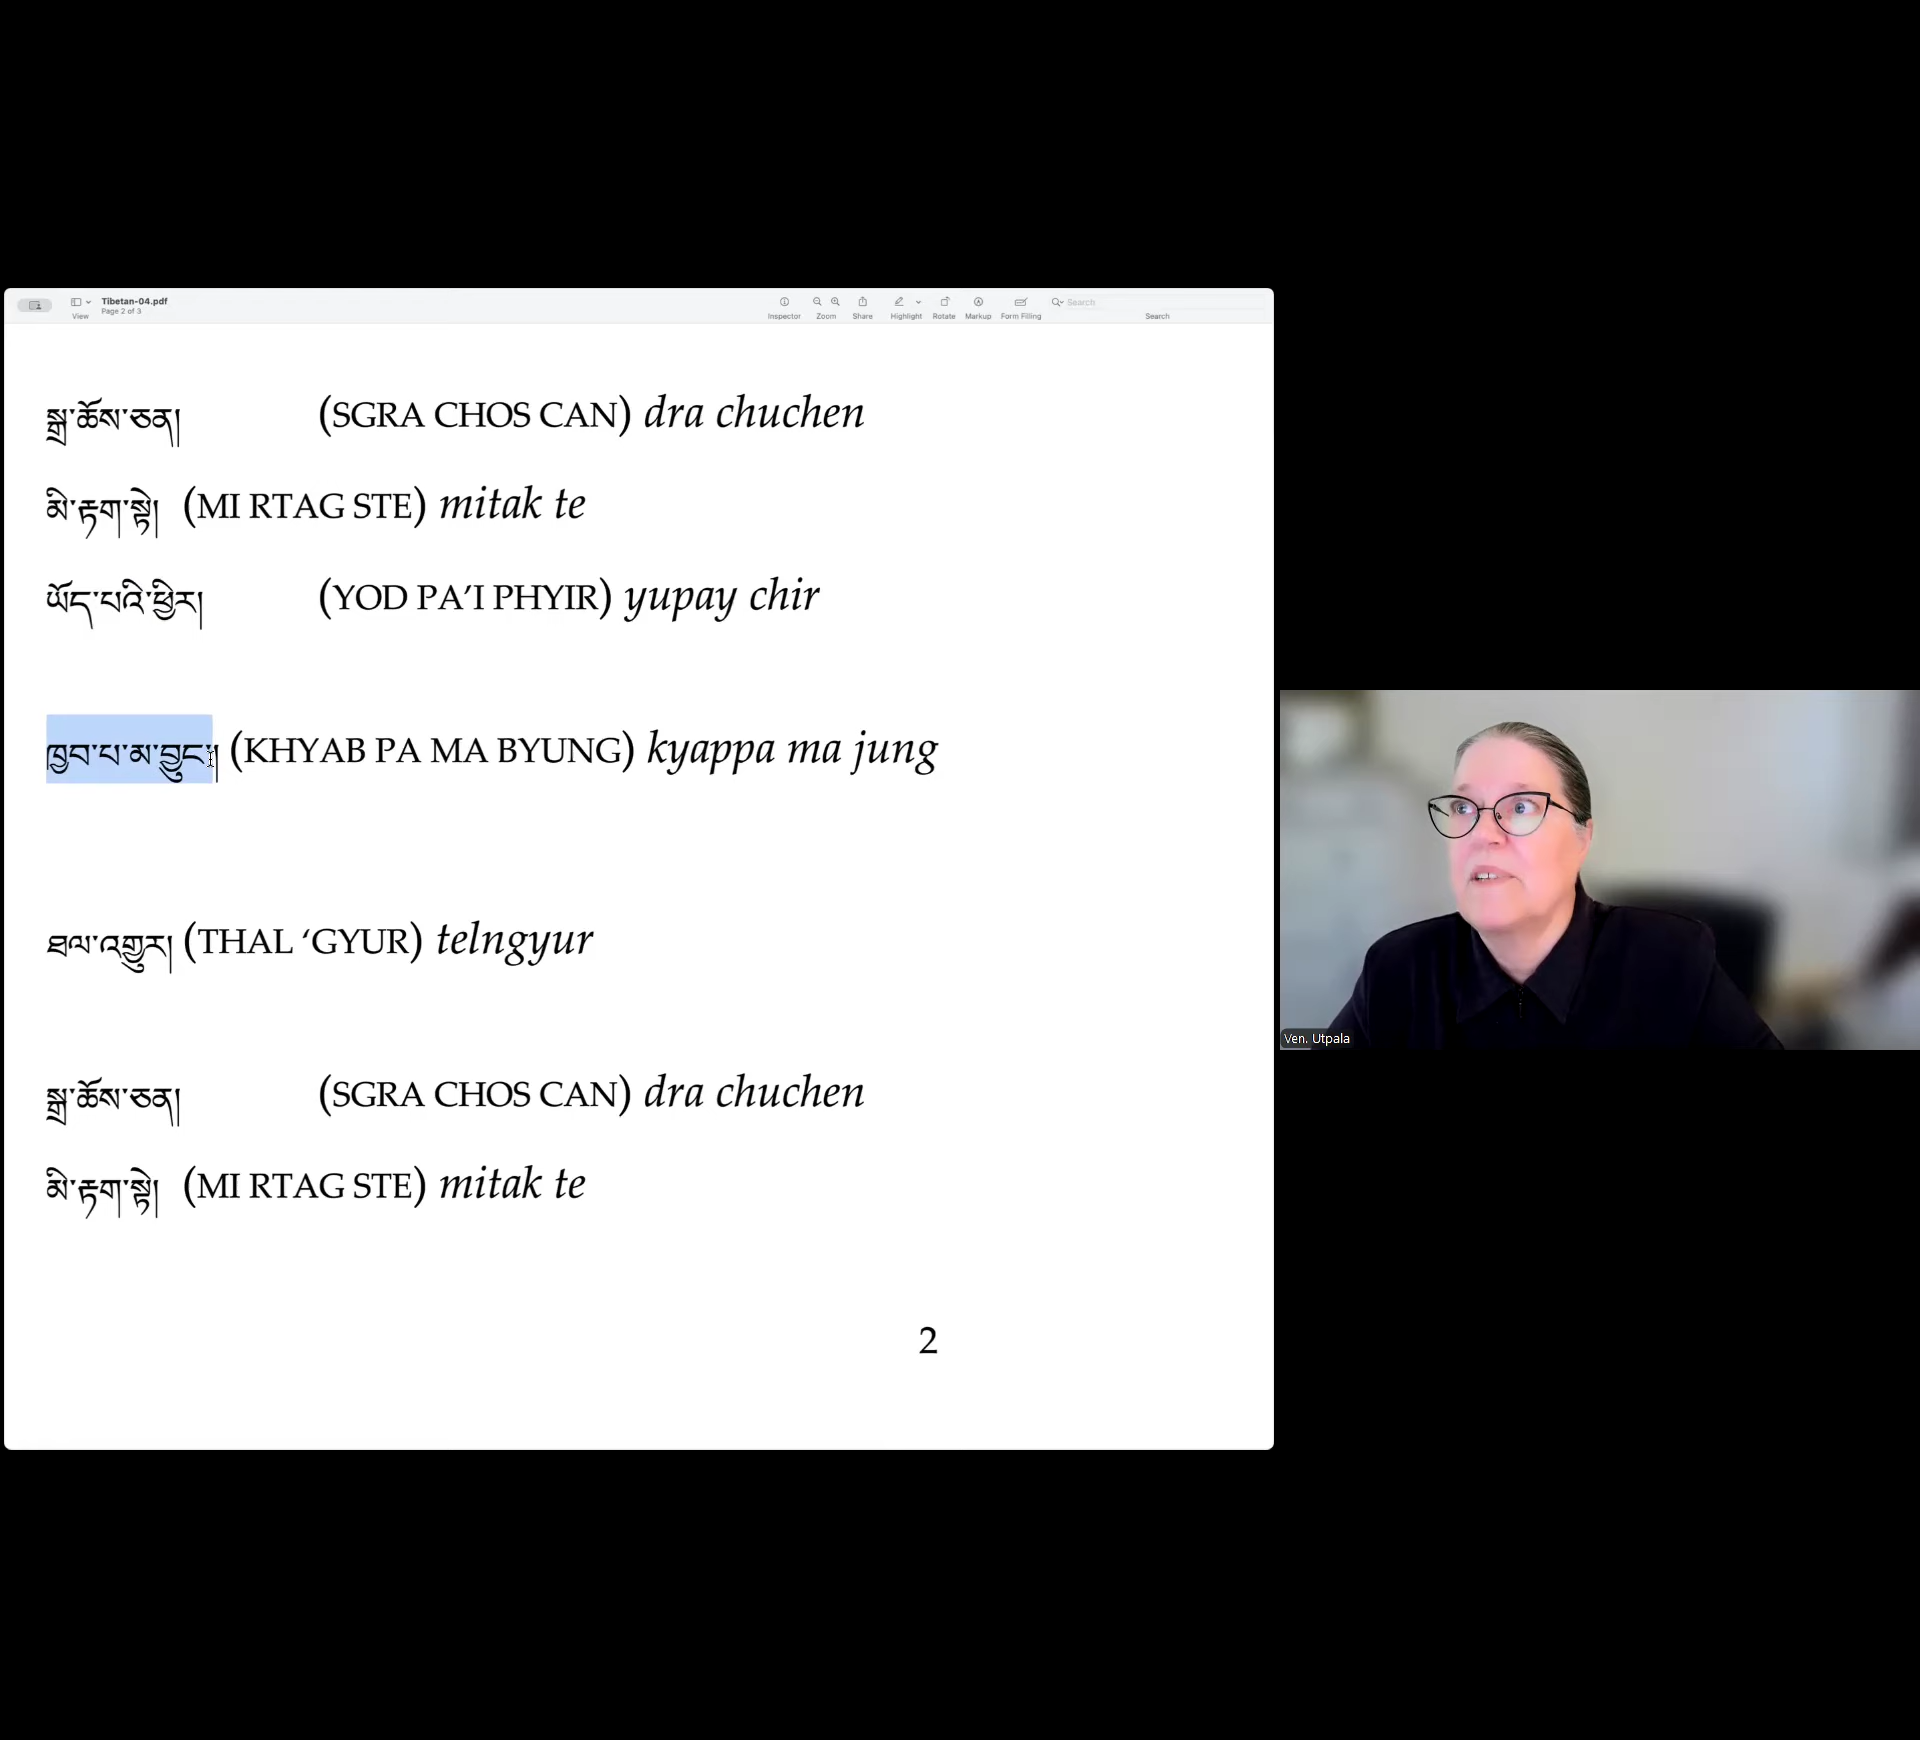 Tibetan-04.pdf
Page 2 of 3
View
Inspector Zoom Share Highlight Rotate Markup Form Filling Search
Search
སྒྲ་ཆོས་ཅན། (SGRA CHOS CAN) dra chuchen
མི་རྟག་སྟེ། (MI RTAG STE) mitak te
ཡོད་པའི་ཕྱིར། (YOD PA’I PHYIR) yupay chir
ཁྱབ་པ་མ་བྱུང་། (KHYAB PA MA BYUNG) kyappa ma jung
ཐལ་འགྱུར། (THAL ‘GYUR) telngyur
སྒྲ་ཆོས་ཅན། (SGRA CHOS CAN) dra chuchen
མི་རྟག་སྟེ། (MI RTAG STE) mitak te
2
Ven. Utpala